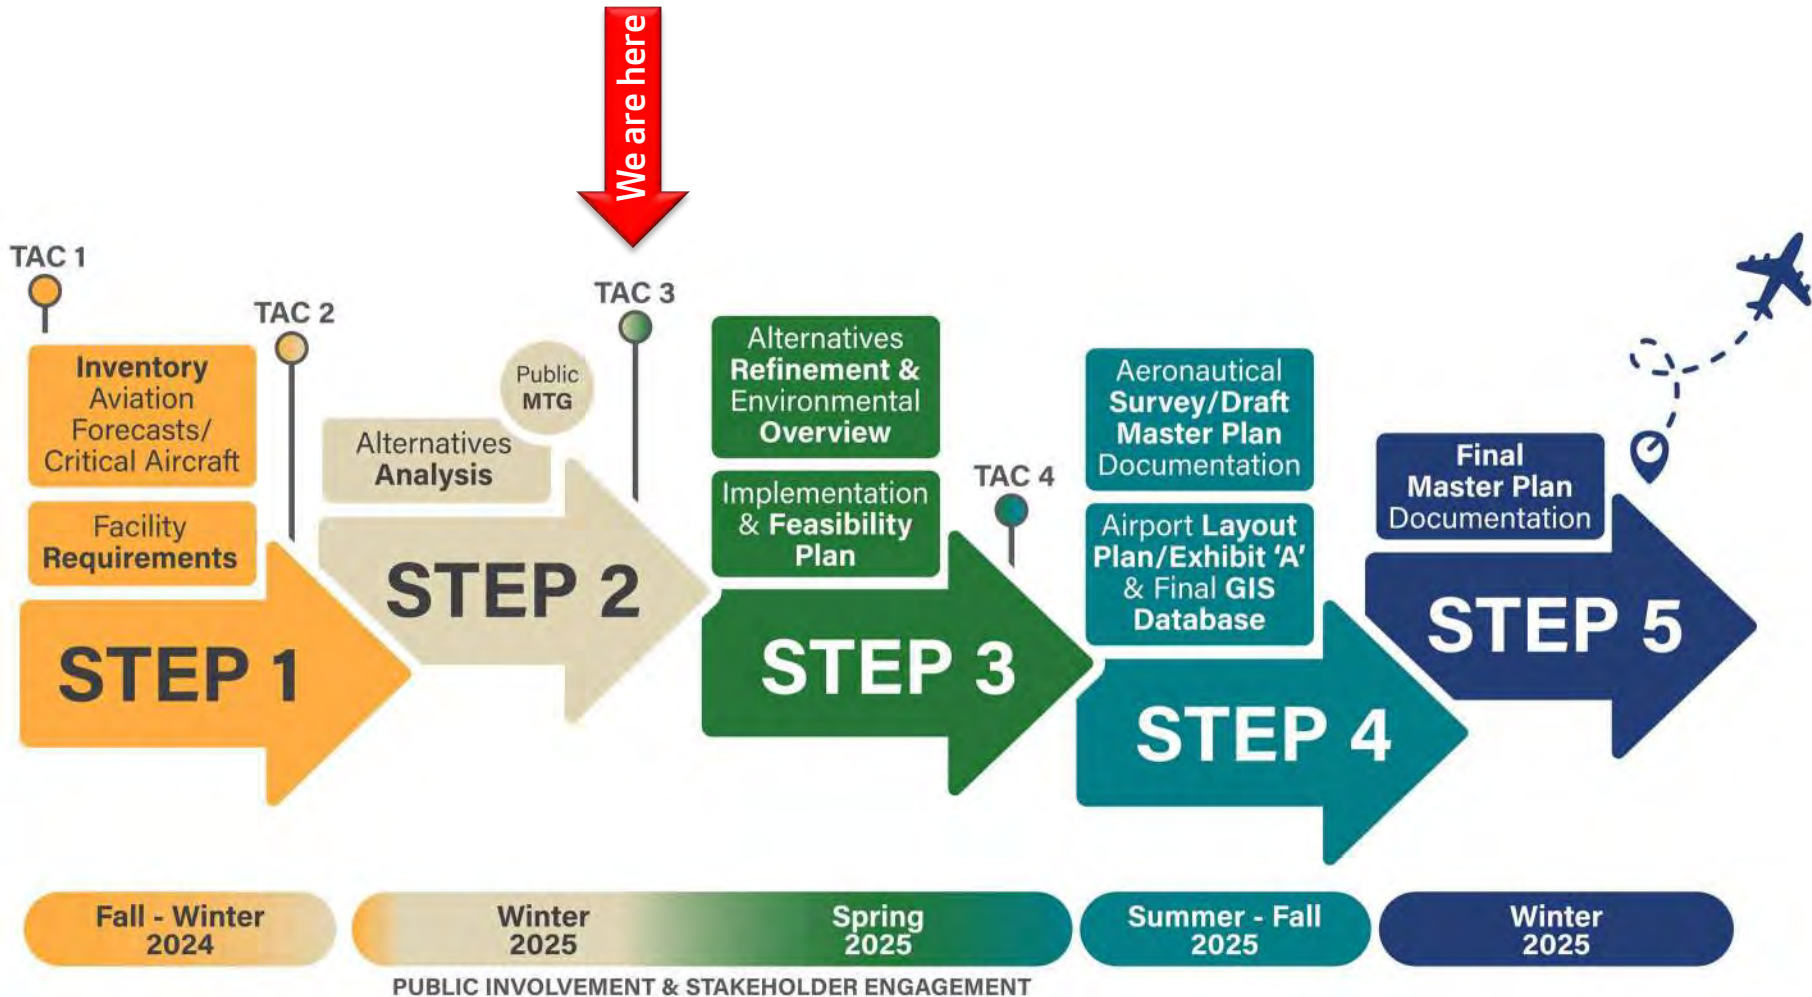 We are here
TAC 1
Inventory
Aviation
Forecasts/
Critical Aircraft
Facility
Requirements
STEP 1
TAC 2
Alternatives
Analysis
Public
MTG
STEP 2
TAC 3
Alternatives
Refinement &
Environmental
Overview
Implementation
& Feasibility
Plan
STEP 3
TAC 4
Aeronautical
Survey/Draft
Master Plan
Documentation
Airport Layout
Plan/Exhibit ‘A’
& Final GIS
Database
STEP 4
Final
Master Plan
Documentation
STEP 5
Fall - Winter
2024
Winter
2025
Spring
2025
Summer - Fall
2025
Winter
2025
PUBLIC INVOLVEMENT & STAKEHOLDER ENGAGEMENT